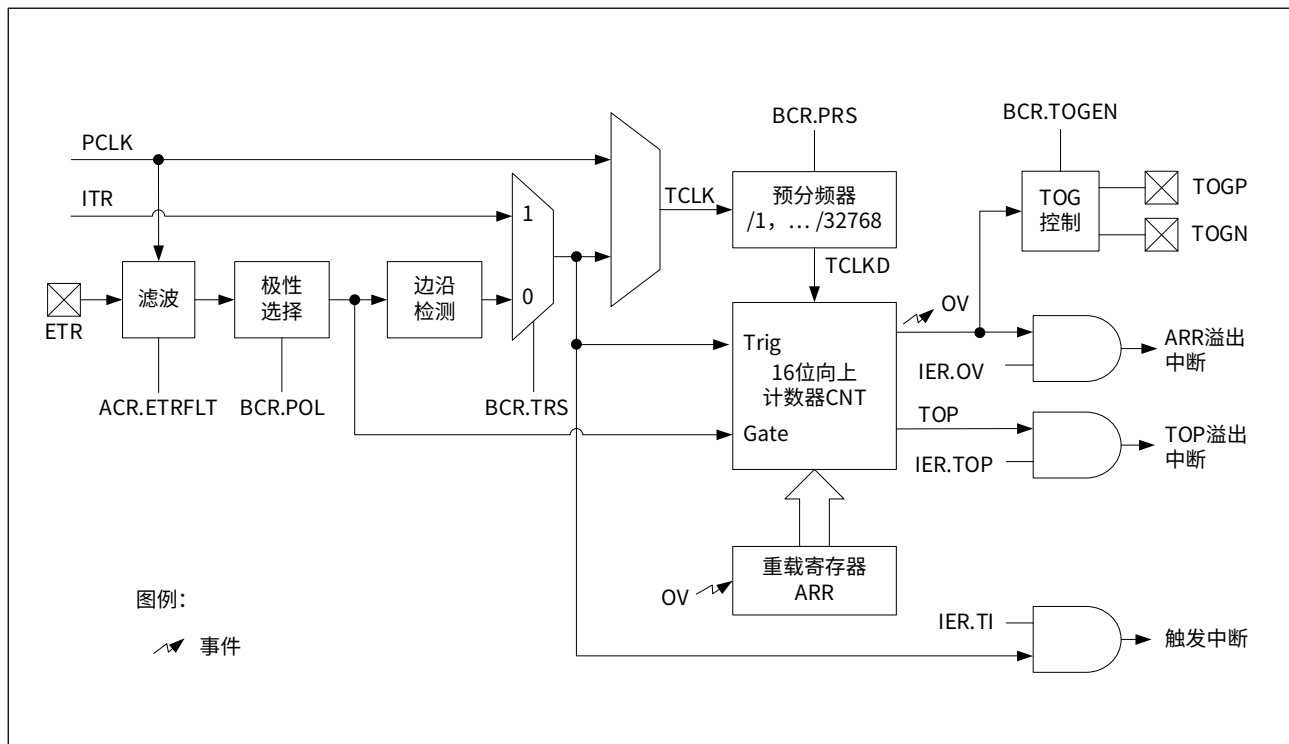 PCLK
ITR
ETR
滤波
极性
选择
边沿
检测
1
0
ACR.ETRFLT
BCR.POL
BCR.TRS
TCLK
BCR.PRS
预分频器
/1，… /32768
TCLKD
Trig
16位向上
计数器CNT
Gate
OV
TOP
重载寄存器
ARR
OV
BCR.TOGEN
TOG
控制
TOGP
TOGN
IER.OV
ARR溢出
中断
IER.TOP
TOP溢出
中断
IER.TI
触发中断
图例：
事件